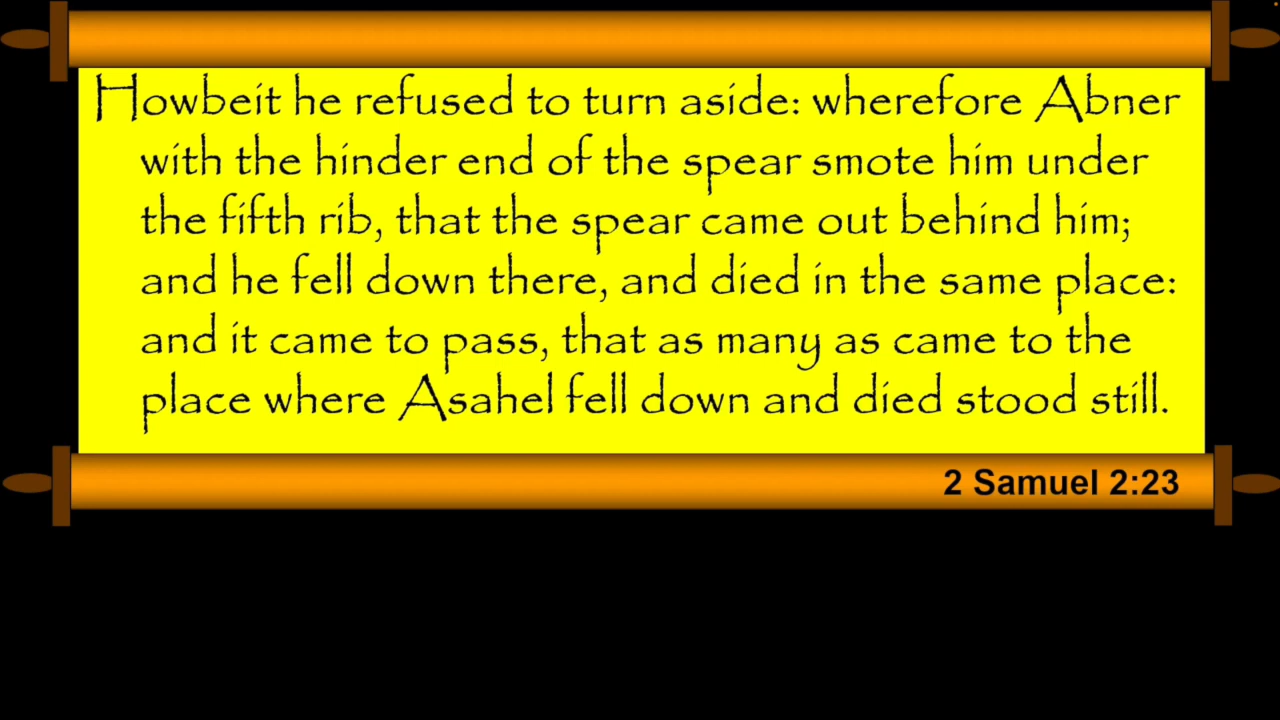 Howbeit he refused to turn aside: wherefore Abner
with the hinder end of the spear smote him under
the fifth rib, that the spear came out behind him;
and he fell down there, and died in the same place:
and it came to pass, that as many as came to the
place where Asahel fell down and died stood still.
2 Samuel 2:23